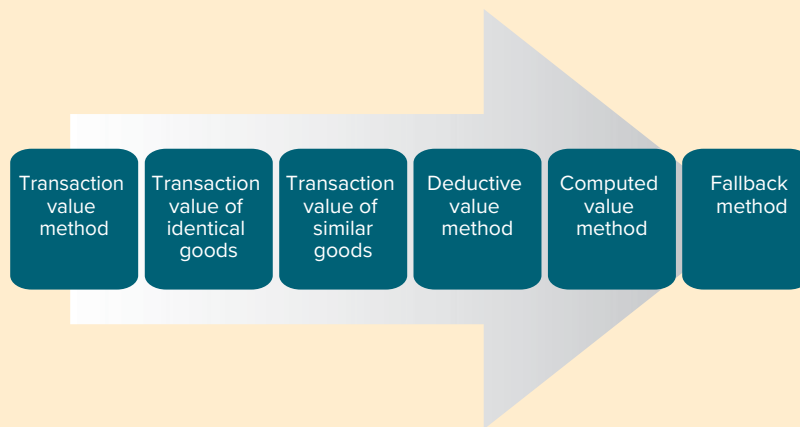 Transaction
value
method
Transaction
value of
identical
goods
Transaction
value of
similar
goods
Deductive
value
method
Computed
value
method
Fallback
method